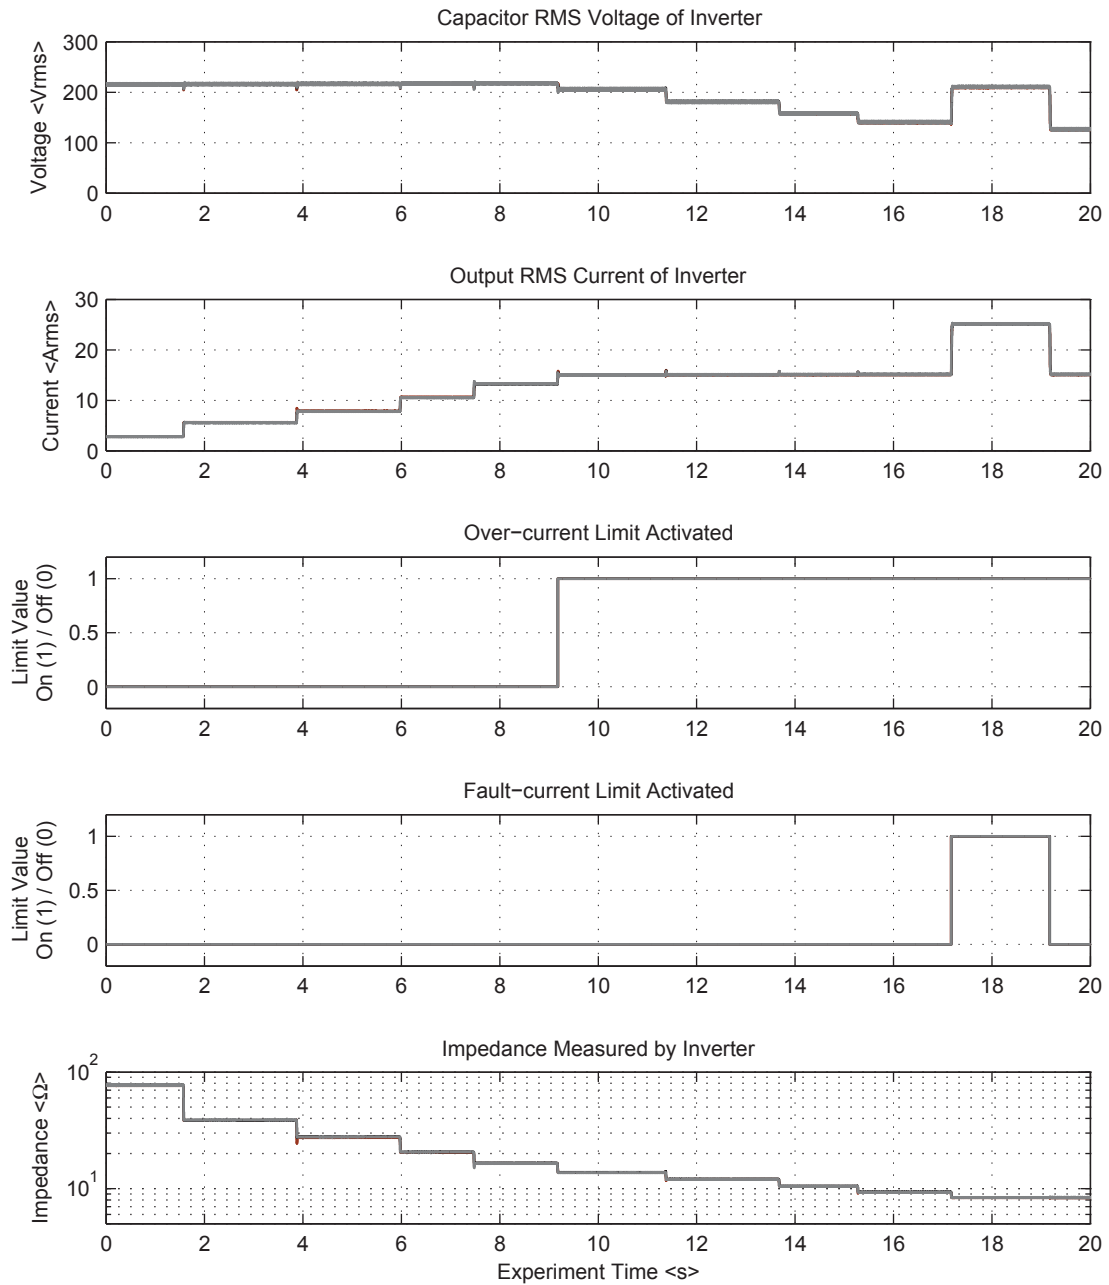 Capacitor RMS Voltage of Inverter
Voltage <Vrms>
300
200
100
0
0 2 4 6 8 10 12 14 16 18 20
Output RMS Current of Inverter
Current <Arms>
30
20
10
0
0 2 4 6 8 10 12 14 16 18 20
Over−current Limit Activated
Limit Value
On (1) / Off (0)
1
0.5
0
0 2 4 6 8 10 12 14 16 18 20
Fault−current Limit Activated
Limit Value
On (1) / Off (0)
1
0.5
0
0 2 4 6 8 10 12 14 16 18 20
Impedance Measured by Inverter
Impedance <Ω>
10²
10¹
0 2 4 6 8 10 12 14 16 18 20
Experiment Time <s>